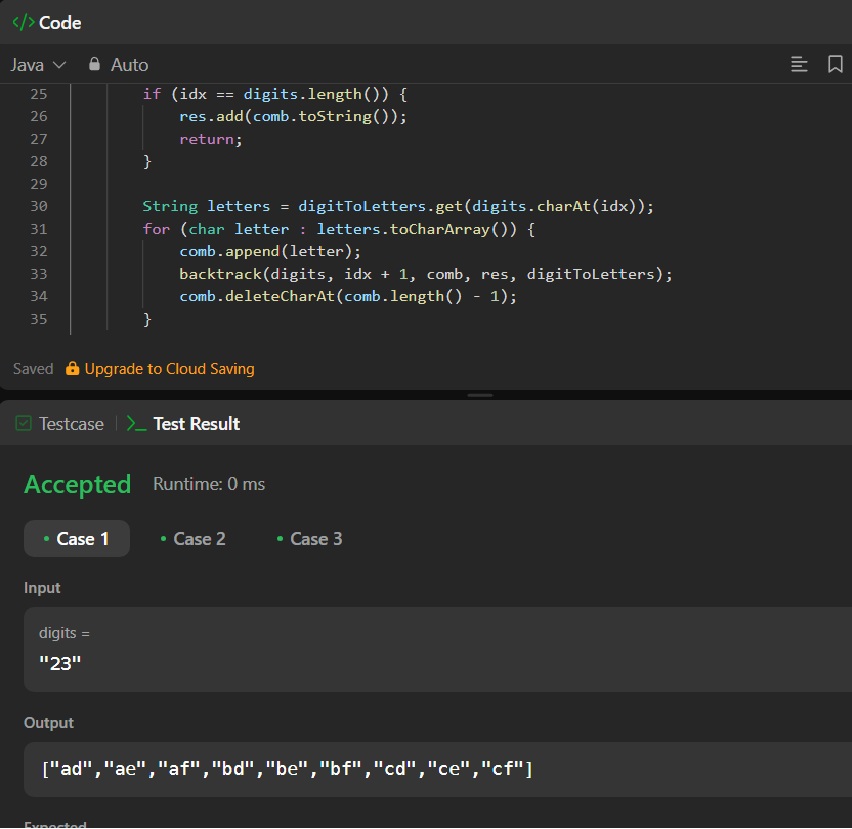 </> Code
Java Auto
25 if (idx == digits.length()) {
26 res.add(comb.toString());
27 return;
28 }
29
30 String letters = digitToLetters.get(digits.charAt(idx));
31 for (char letter : letters.toCharArray()) {
32 comb.append(letter);
33 backtrack(digits, idx + 1, comb, res, digitToLetters);
34 comb.deleteCharAt(comb.length() - 1);
35 }
Saved Upgrade to Cloud Saving
Testcase | >_ Test Result
Accepted Runtime: 0 ms
• Case 1 • Case 2 • Case 3
Input
digits =
"23"
Output
["ad","ae","af","bd","be","bf","cd","ce","cf"]
Expected